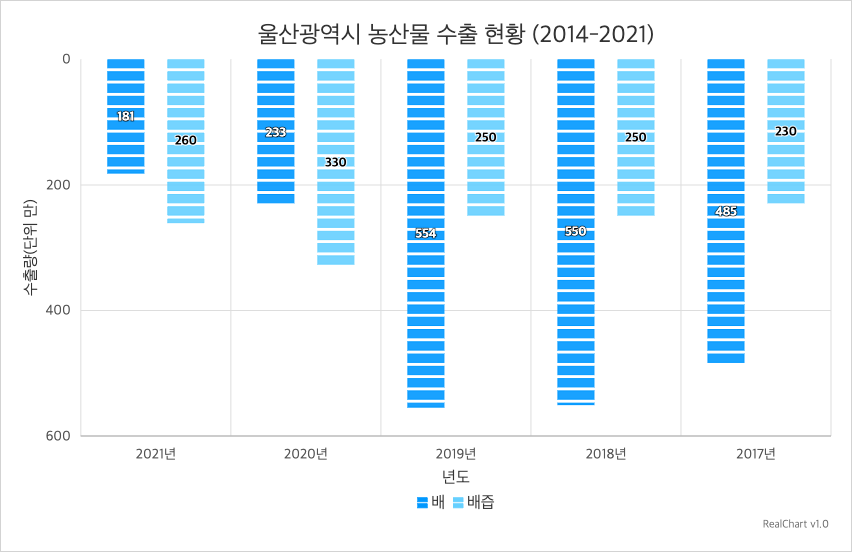 울산광역시 농산물 수출 현황 (2014-2021)
0
200
400
600
수출량(단위 만)
181
260
233
330
554
250
550
250
485
230
2021년
2020년
2019년
2018년
2017년
년도
배
배즙
RealChart v1.0